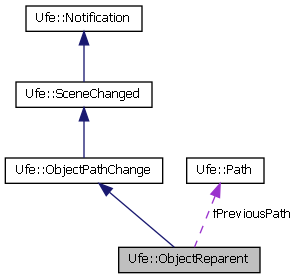 Ufe::Notification
Ufe::SceneChanged
Ufe::ObjectPathChange
Ufe::Path
fPreviousPath
Ufe::ObjectReparent